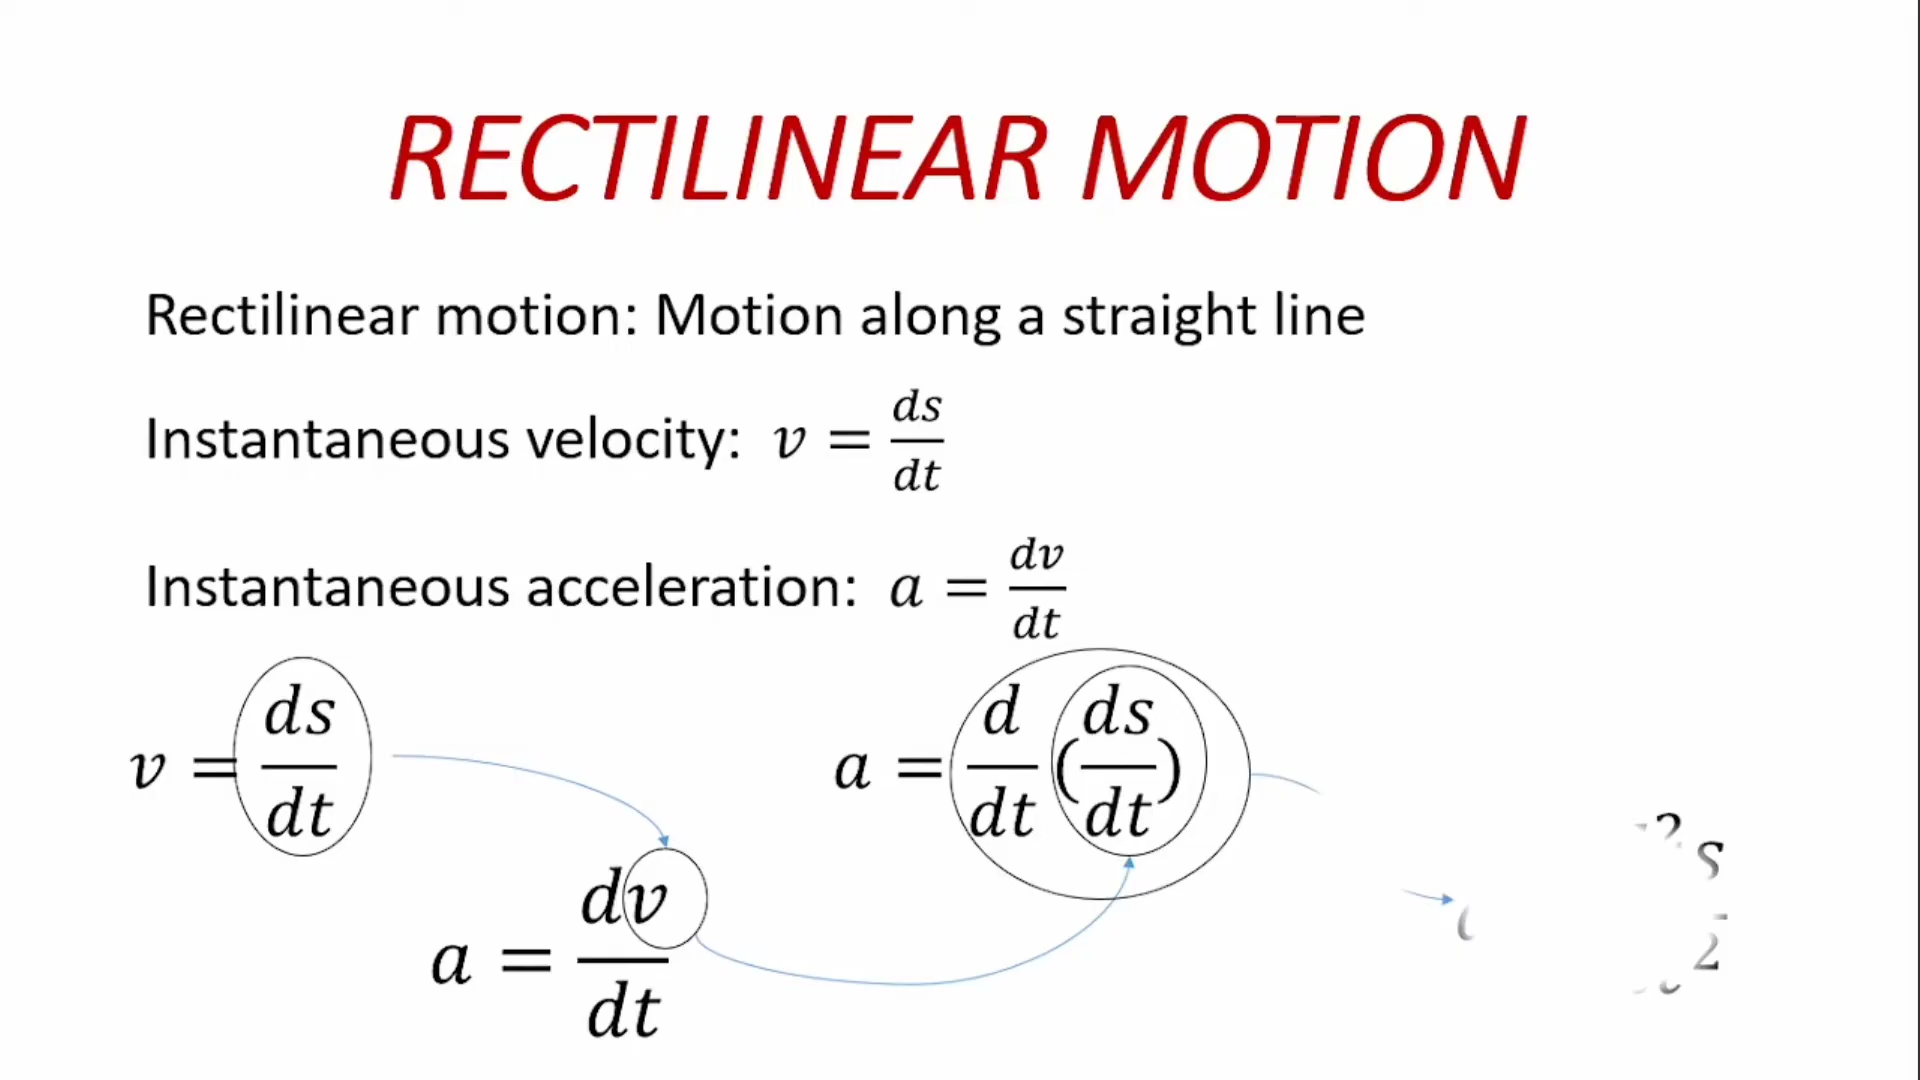 RECTILINEAR MOTION
Rectilinear motion: Motion along a straight line
Instantaneous velocity: v = ds/dt
Instantaneous acceleration: a = dv/dt
v = ds/dt
a = d/dt (ds/dt)
a = dv/dt